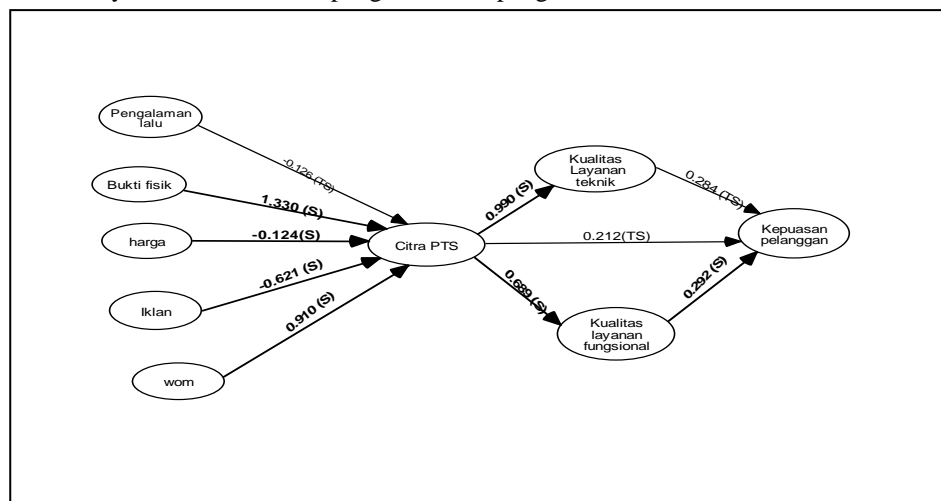 Pengalaman
lalu
-0.126 (TS)
Bukti fisik
1.330 (S)
harga
-0.124(S)
Iklan
-0.621 (S)
wom
0.910 (S)
Citra PTS
0.990 (S)
0.212(TS)
0.689(S)
Kualitas
Layanan
teknik
0.284 (TS)
Kualitas
layanan
fungsional
0.292 (S)
Kepuasan
pelanggan